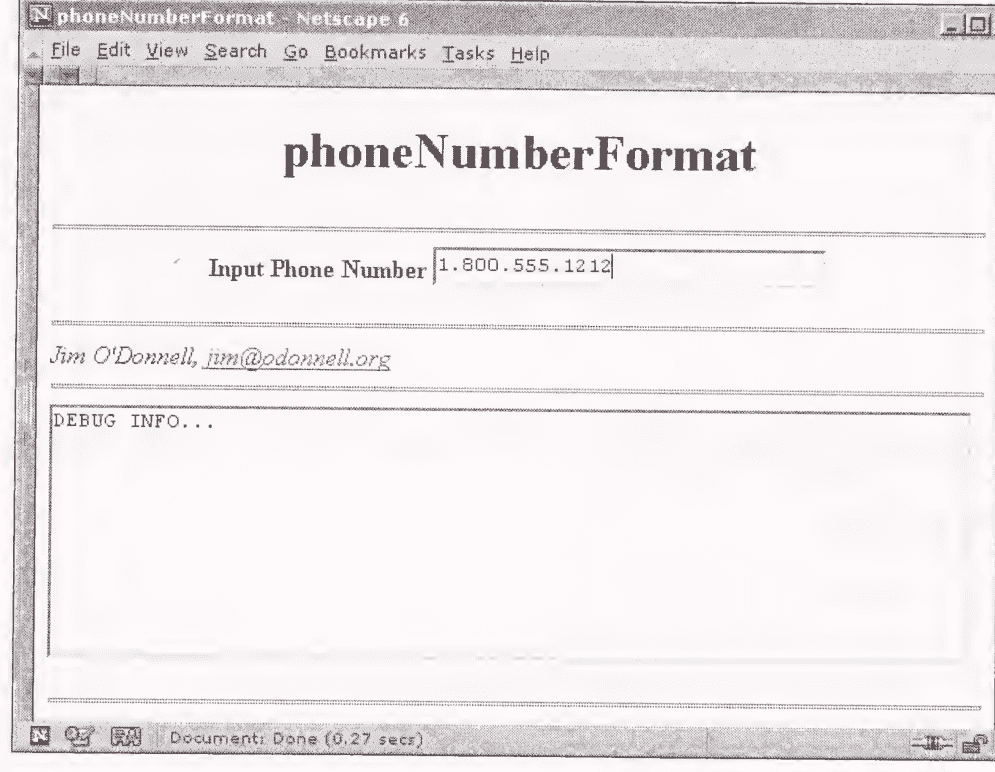 phoneNumberFormat - Netscape 6
File Edit View Search Go Bookmarks Tasks Help
phoneNumberFormat
Input Phone Number 1.800.555.1212
Jim O'Donnell, jim@odonnell.org
DEBUG INFO...
Document: Done (0.27 secs)